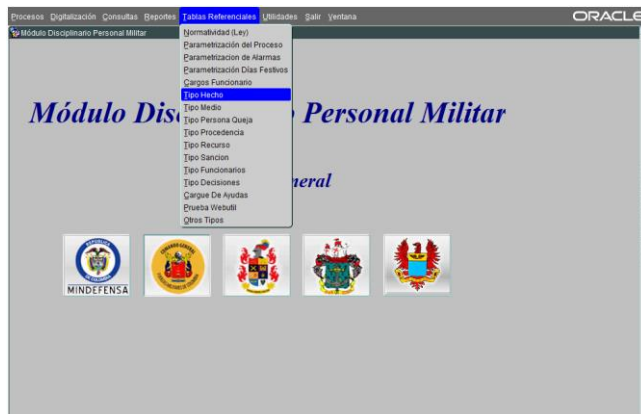 Procesos Digitalización Consultas Reportes Tablas Referenciales Utilidades Salir Ventana
ORACLE
Módulo Disciplinario Personal Militar
Normatividad (Ley)
Parametrización del Proceso
Parametrizacion de Alarmas
Parametrización Días Festivos
Cargos Funcionario
Tipo Hecho
Tipo Medio
Tipo Persona Queja
Tipo Procedencia
Tipo Recurso
Tipo Sancion
Tipo Funcionarios
Tipo Decisiones
Cargue De Ayudas
Prueba Webutil
Otros Tipos
Módulo Dis o Personal Militar
neral
MINDEFENSA